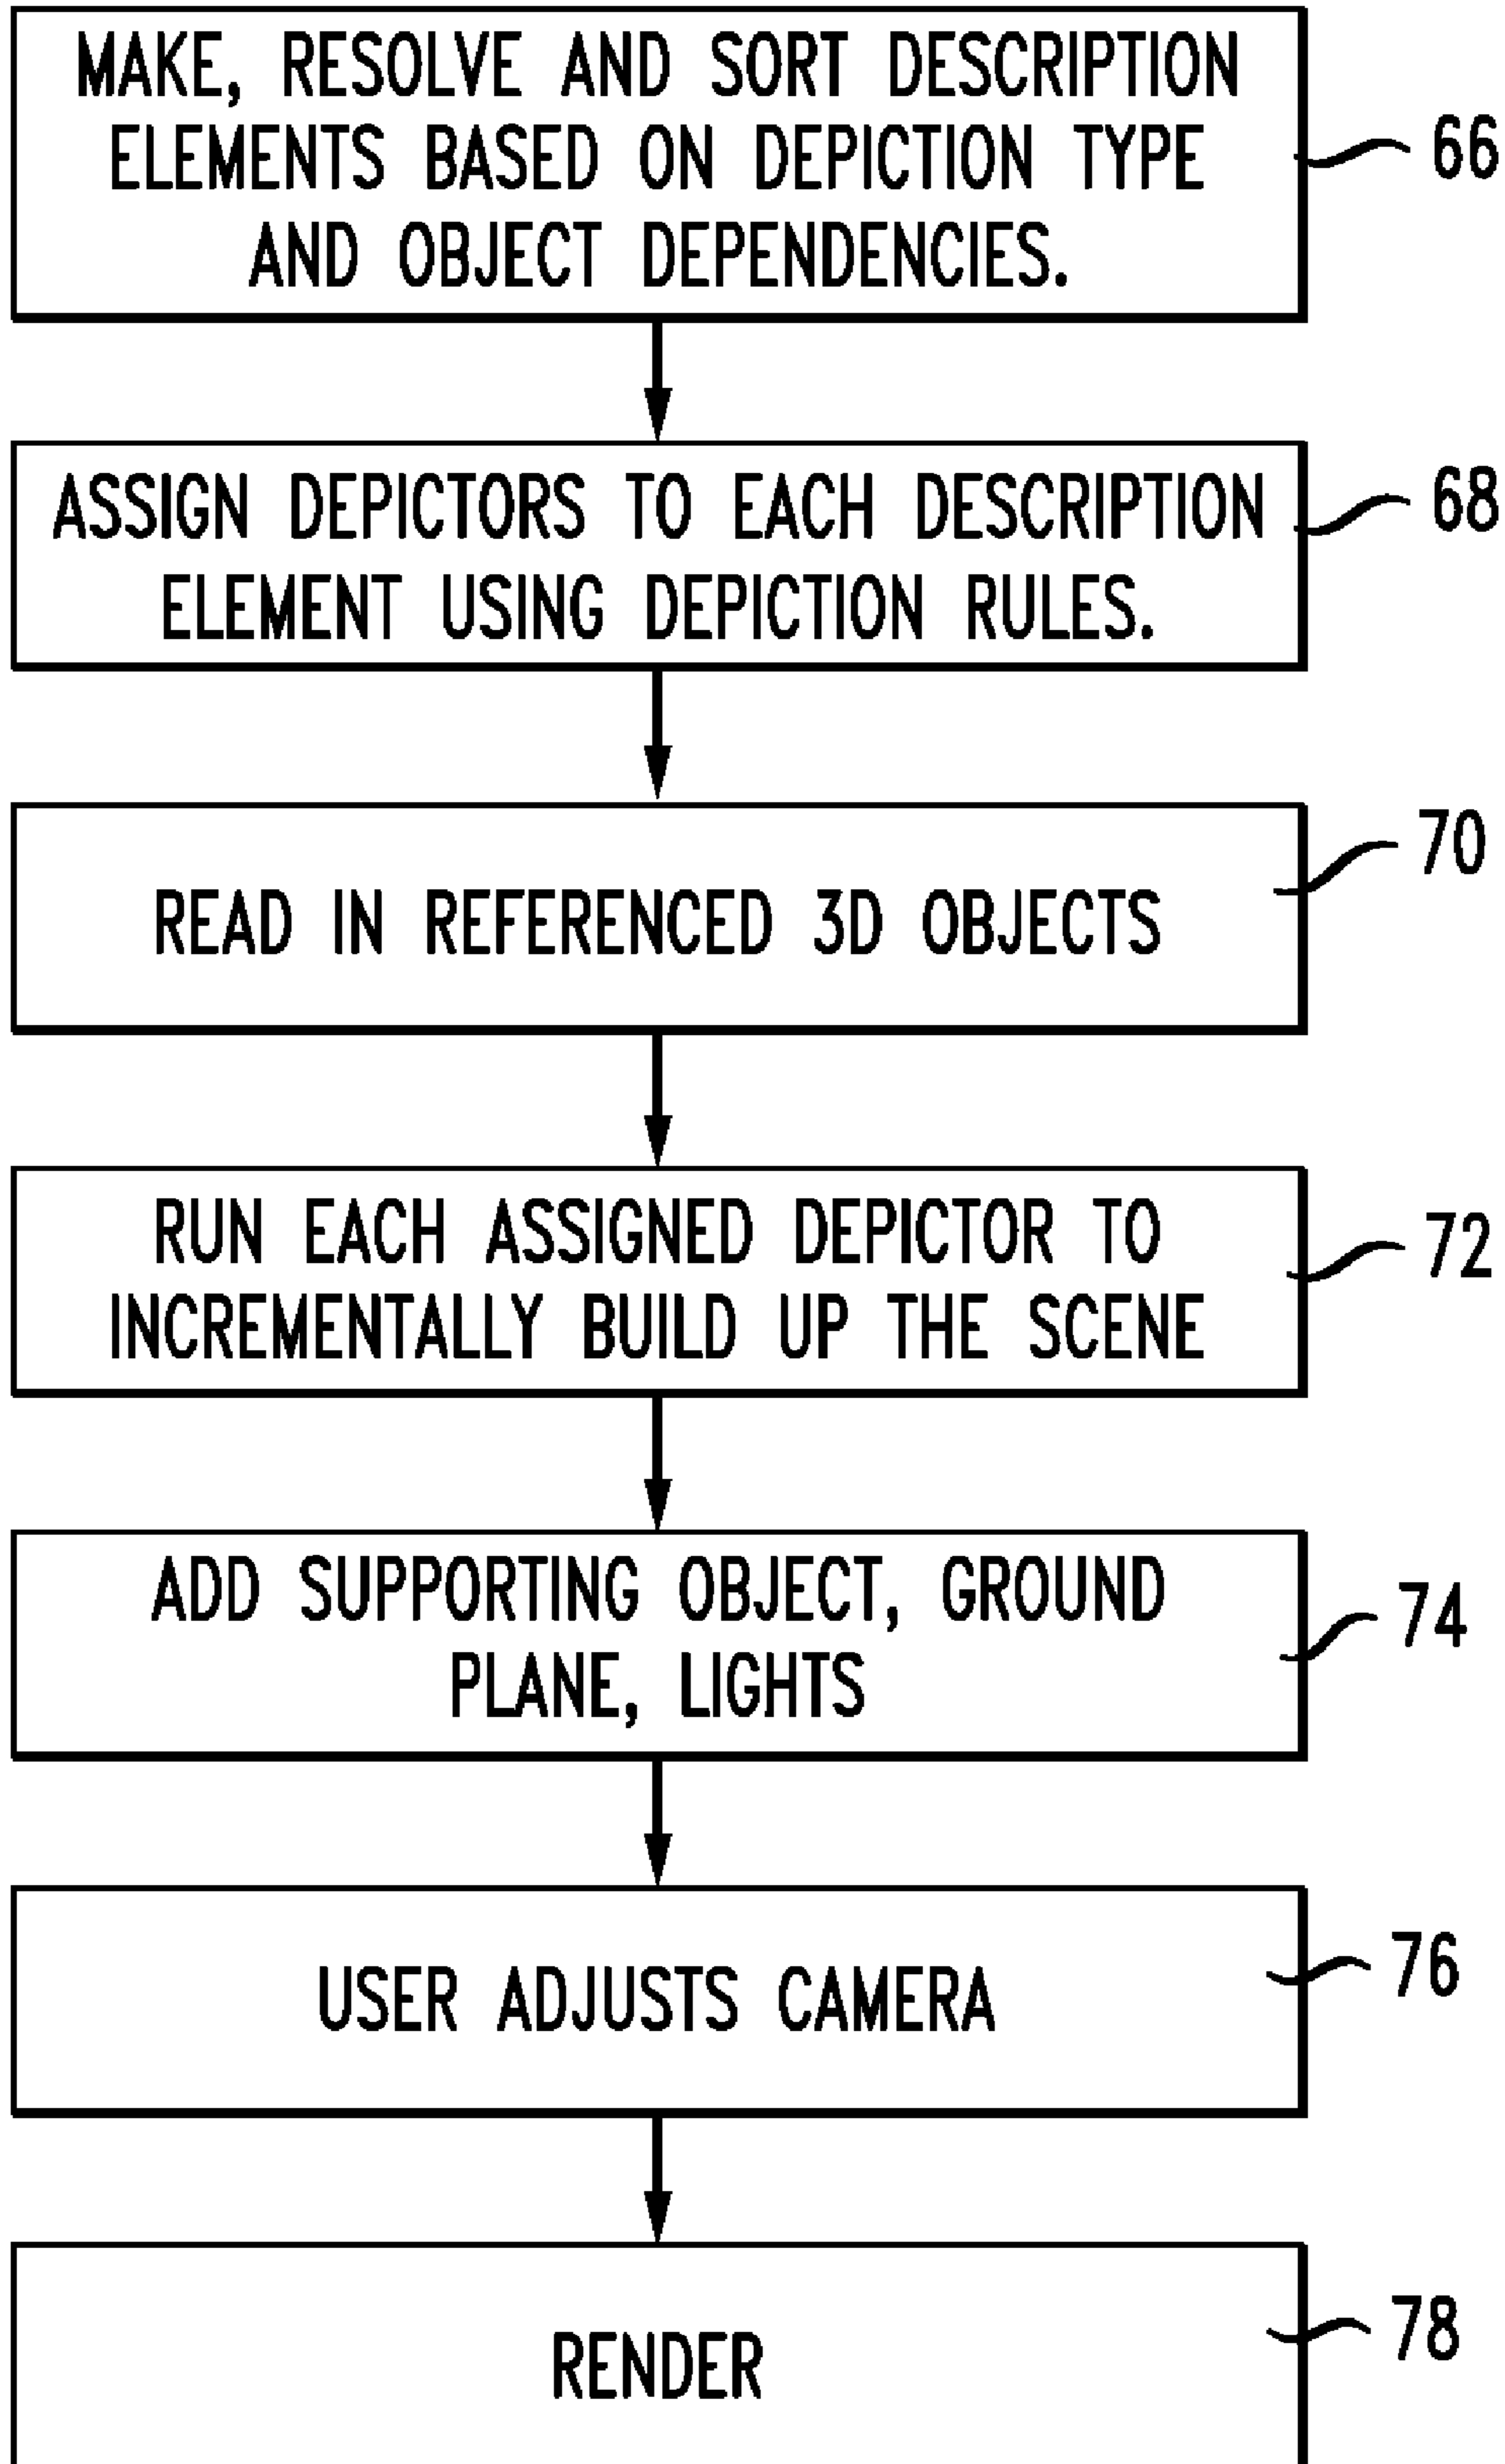 MAKE, RESOLVE AND SORT DESCRIPTION
ELEMENTS BASED ON DEPICTION TYPE
AND OBJECT DEPENDENCIES.
66
ASSIGN DEPICTORS TO EACH DESCRIPTION
ELEMENT USING DEPICTION RULES.
68
READ IN REFERENCED 3D OBJECTS
70
RUN EACH ASSIGNED DEPICTOR TO
INCREMENTALLY BUILD UP THE SCENE
72
ADD SUPPORTING OBJECT, GROUND
PLANE, LIGHTS
74
USER ADJUSTS CAMERA
76
RENDER
78